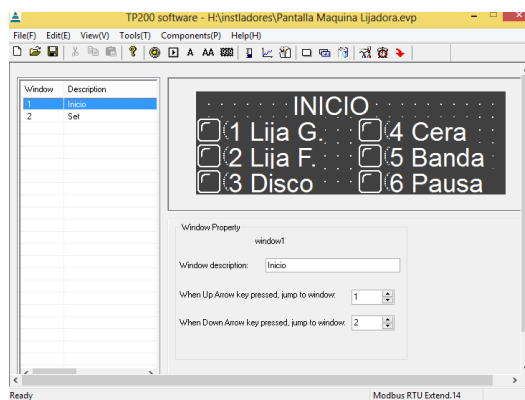 TP200 software - H:\instladores\Pantalla Maquina Lijadora.evp
File(F) Edit(E) View(V) Tools(T) Components(P) Help(H)
A AA
Window Description
1 Inicio
2 Set
INICIO
1 Lija G. 4 Cera
2 Lija F. 5 Banda
3 Disco 6 Pausa
Window Property
window1
Window description: Inicio
When Up Arrow key pressed, jump to window: 1
When Down Arrow key pressed, jump to window: 2
Ready Modbus RTU Extend.14